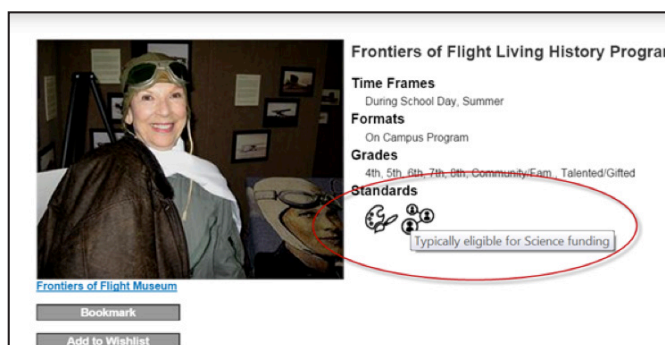 Frontiers of Flight Living History Progra
Time Frames
During School Day, Summer
Formats
On Campus Program
Grades
4th, 5th, 6th, 7th, 8th, Community/Fam., Talented/Gifted
Standards
Typically eligible for Science funding
Frontiers of Flight Museum
Bookmark
Add to Wishlist